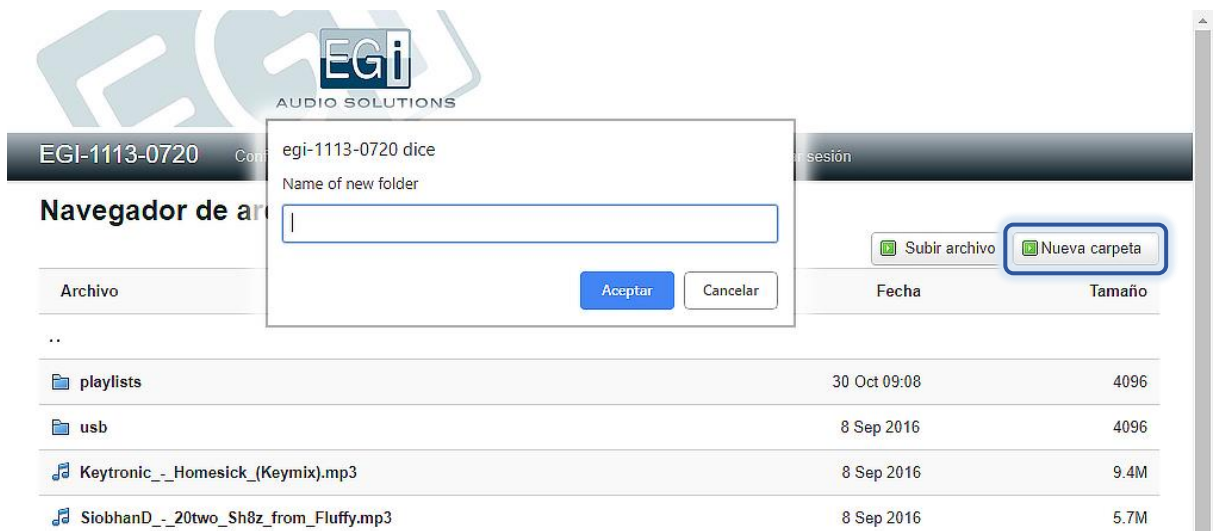 EGi
AUDIO SOLUTIONS
EGI-1113-0720
sesión
egi-1113-0720 dice
Name of new folder
Aceptar
Cancelar
Navegador de
Subir archivo
Nueva carpeta
Archivo Fecha Tamaño
..
playlists 30 Oct 09:08 4096
usb 8 Sep 2016 4096
Keytronic_-_Homesick_(Keymix).mp3 8 Sep 2016 9.4M
SiobhanD_-_20two_Sh8z_from_Fluffy.mp3 8 Sep 2016 5.7M